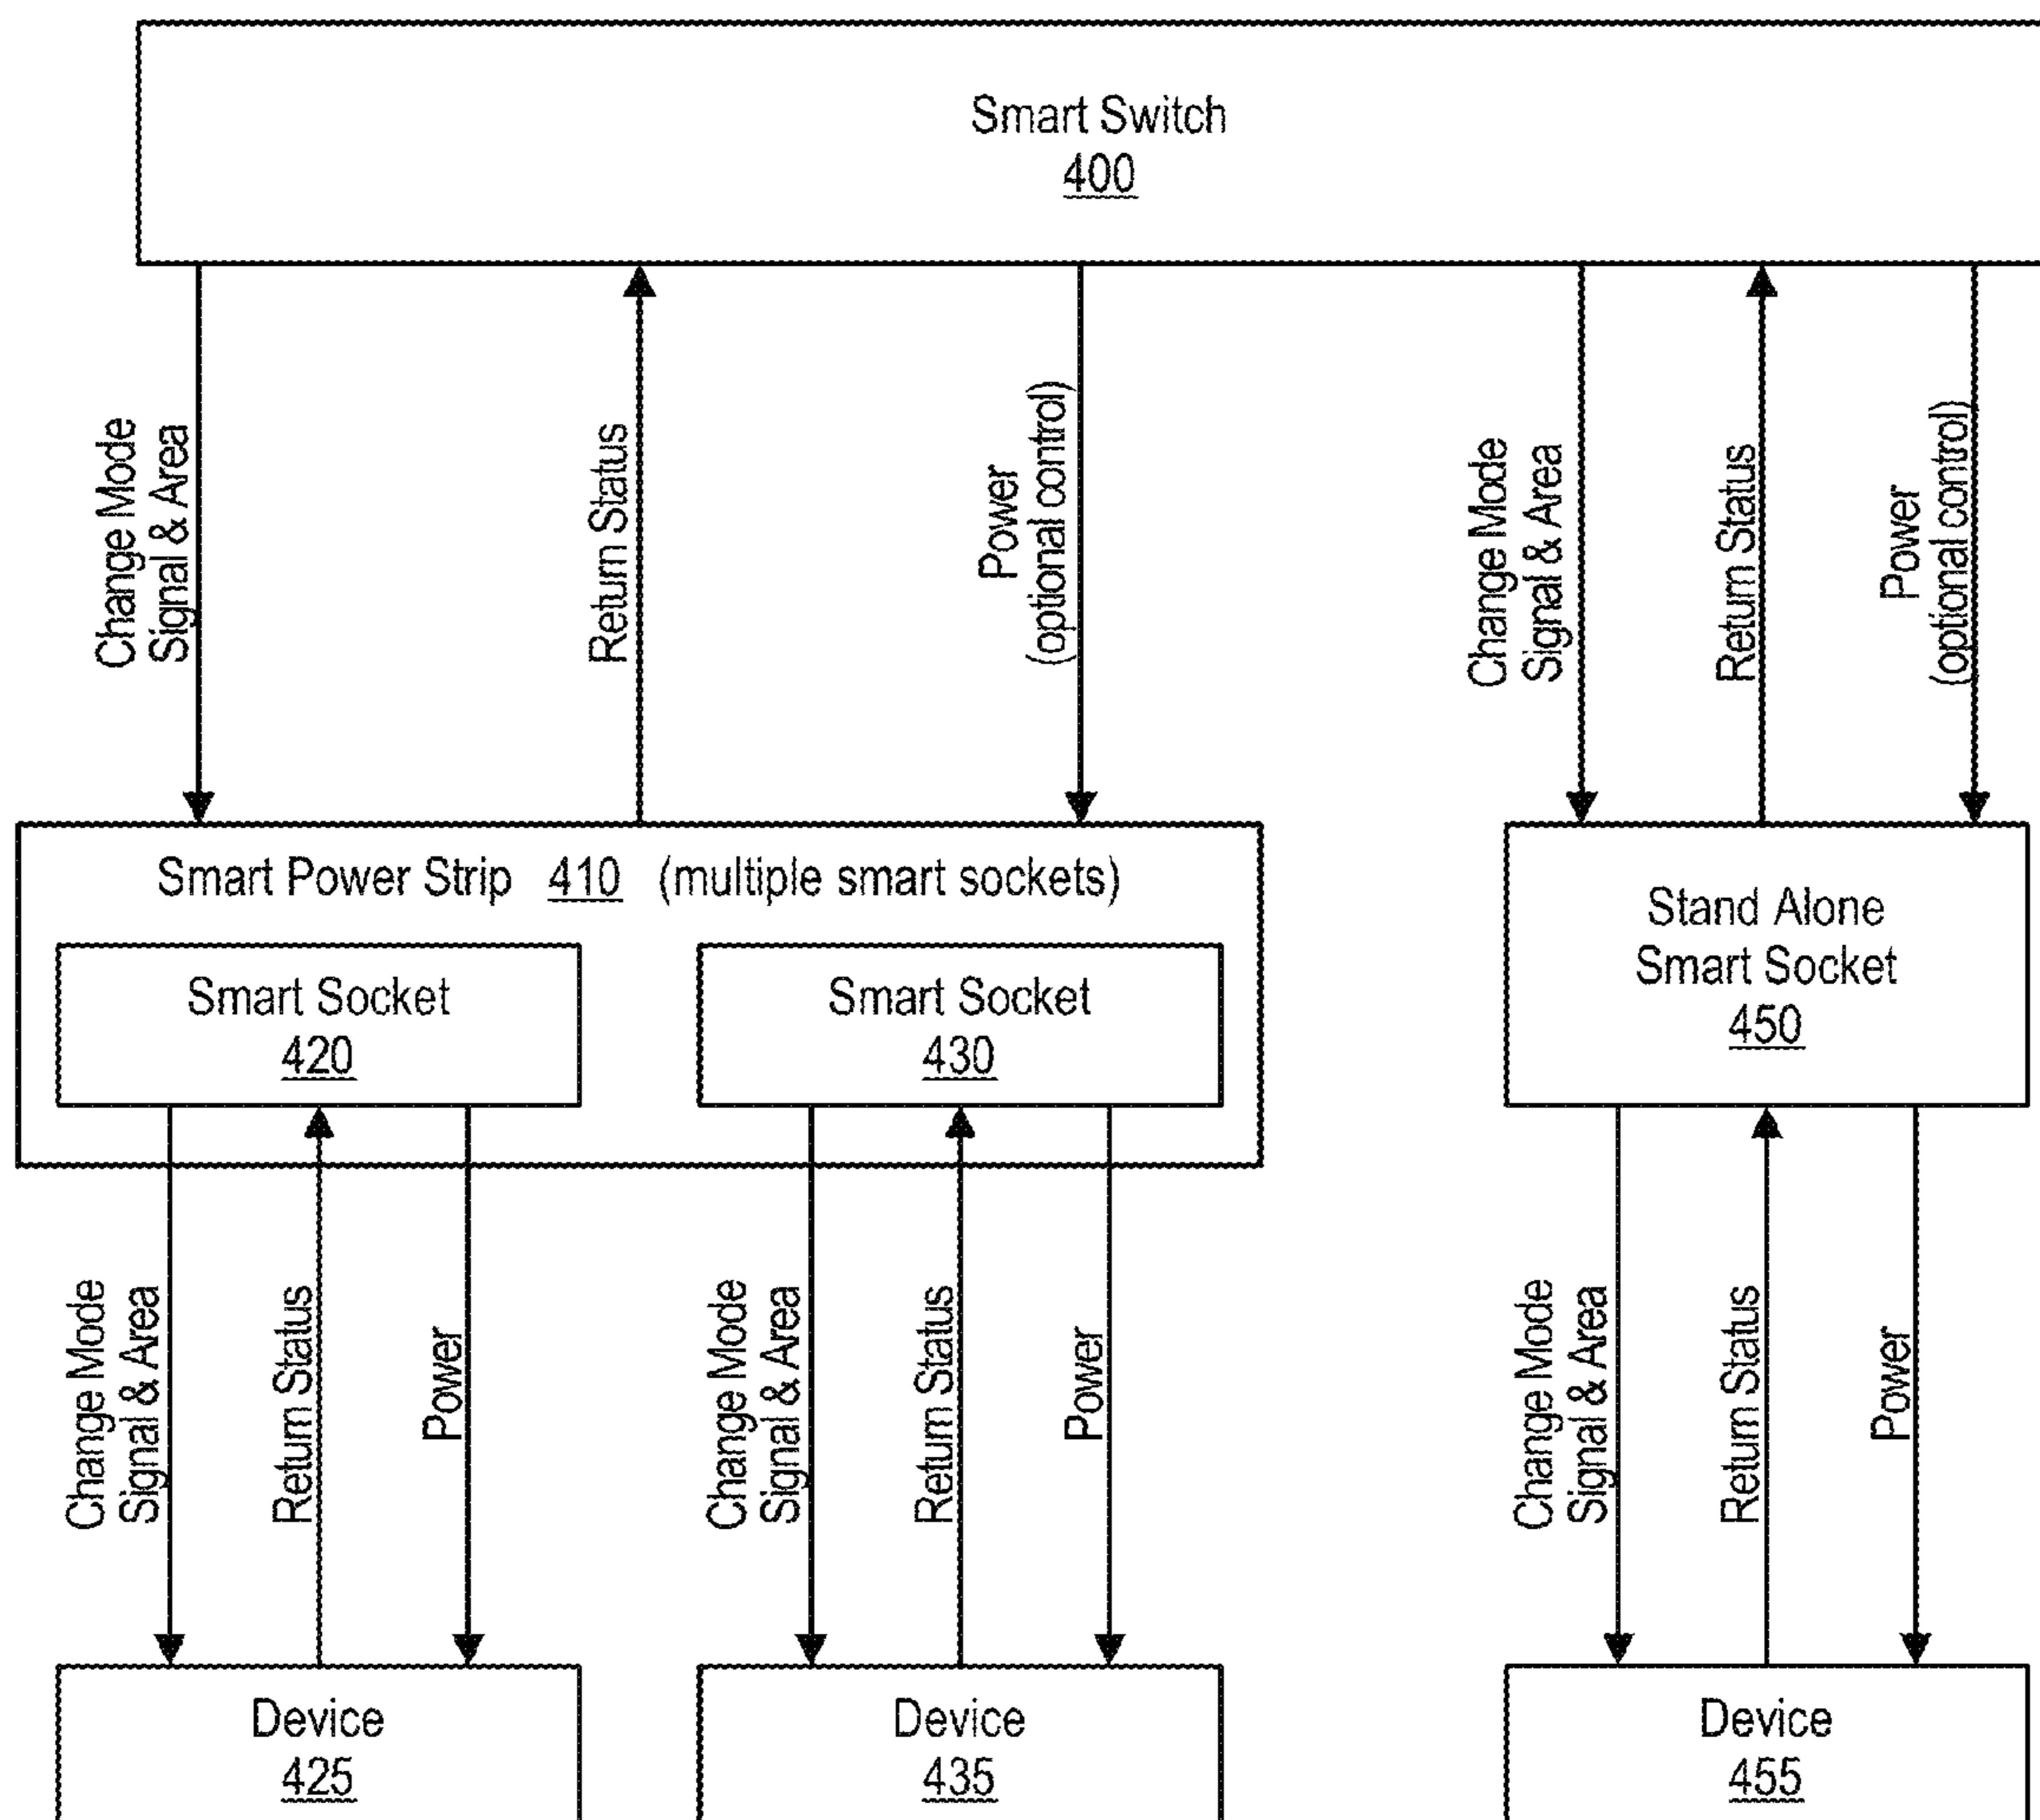 Smart Switch
400
Change Mode
Signal & Area
Return Status
Power
(optional control)
Change Mode
Signal & Area
Return Status
Power
(optional control)
Smart Power Strip 410 (multiple smart sockets)
Smart Socket
420
Smart Socket
430
Stand Alone
Smart Socket
450
Change Mode
Signal & Area
Return Status
Power
Change Mode
Signal & Area
Return Status
Power
Change Mode
Signal & Area
Return Status
Power
Device
425
Device
435
Device
455